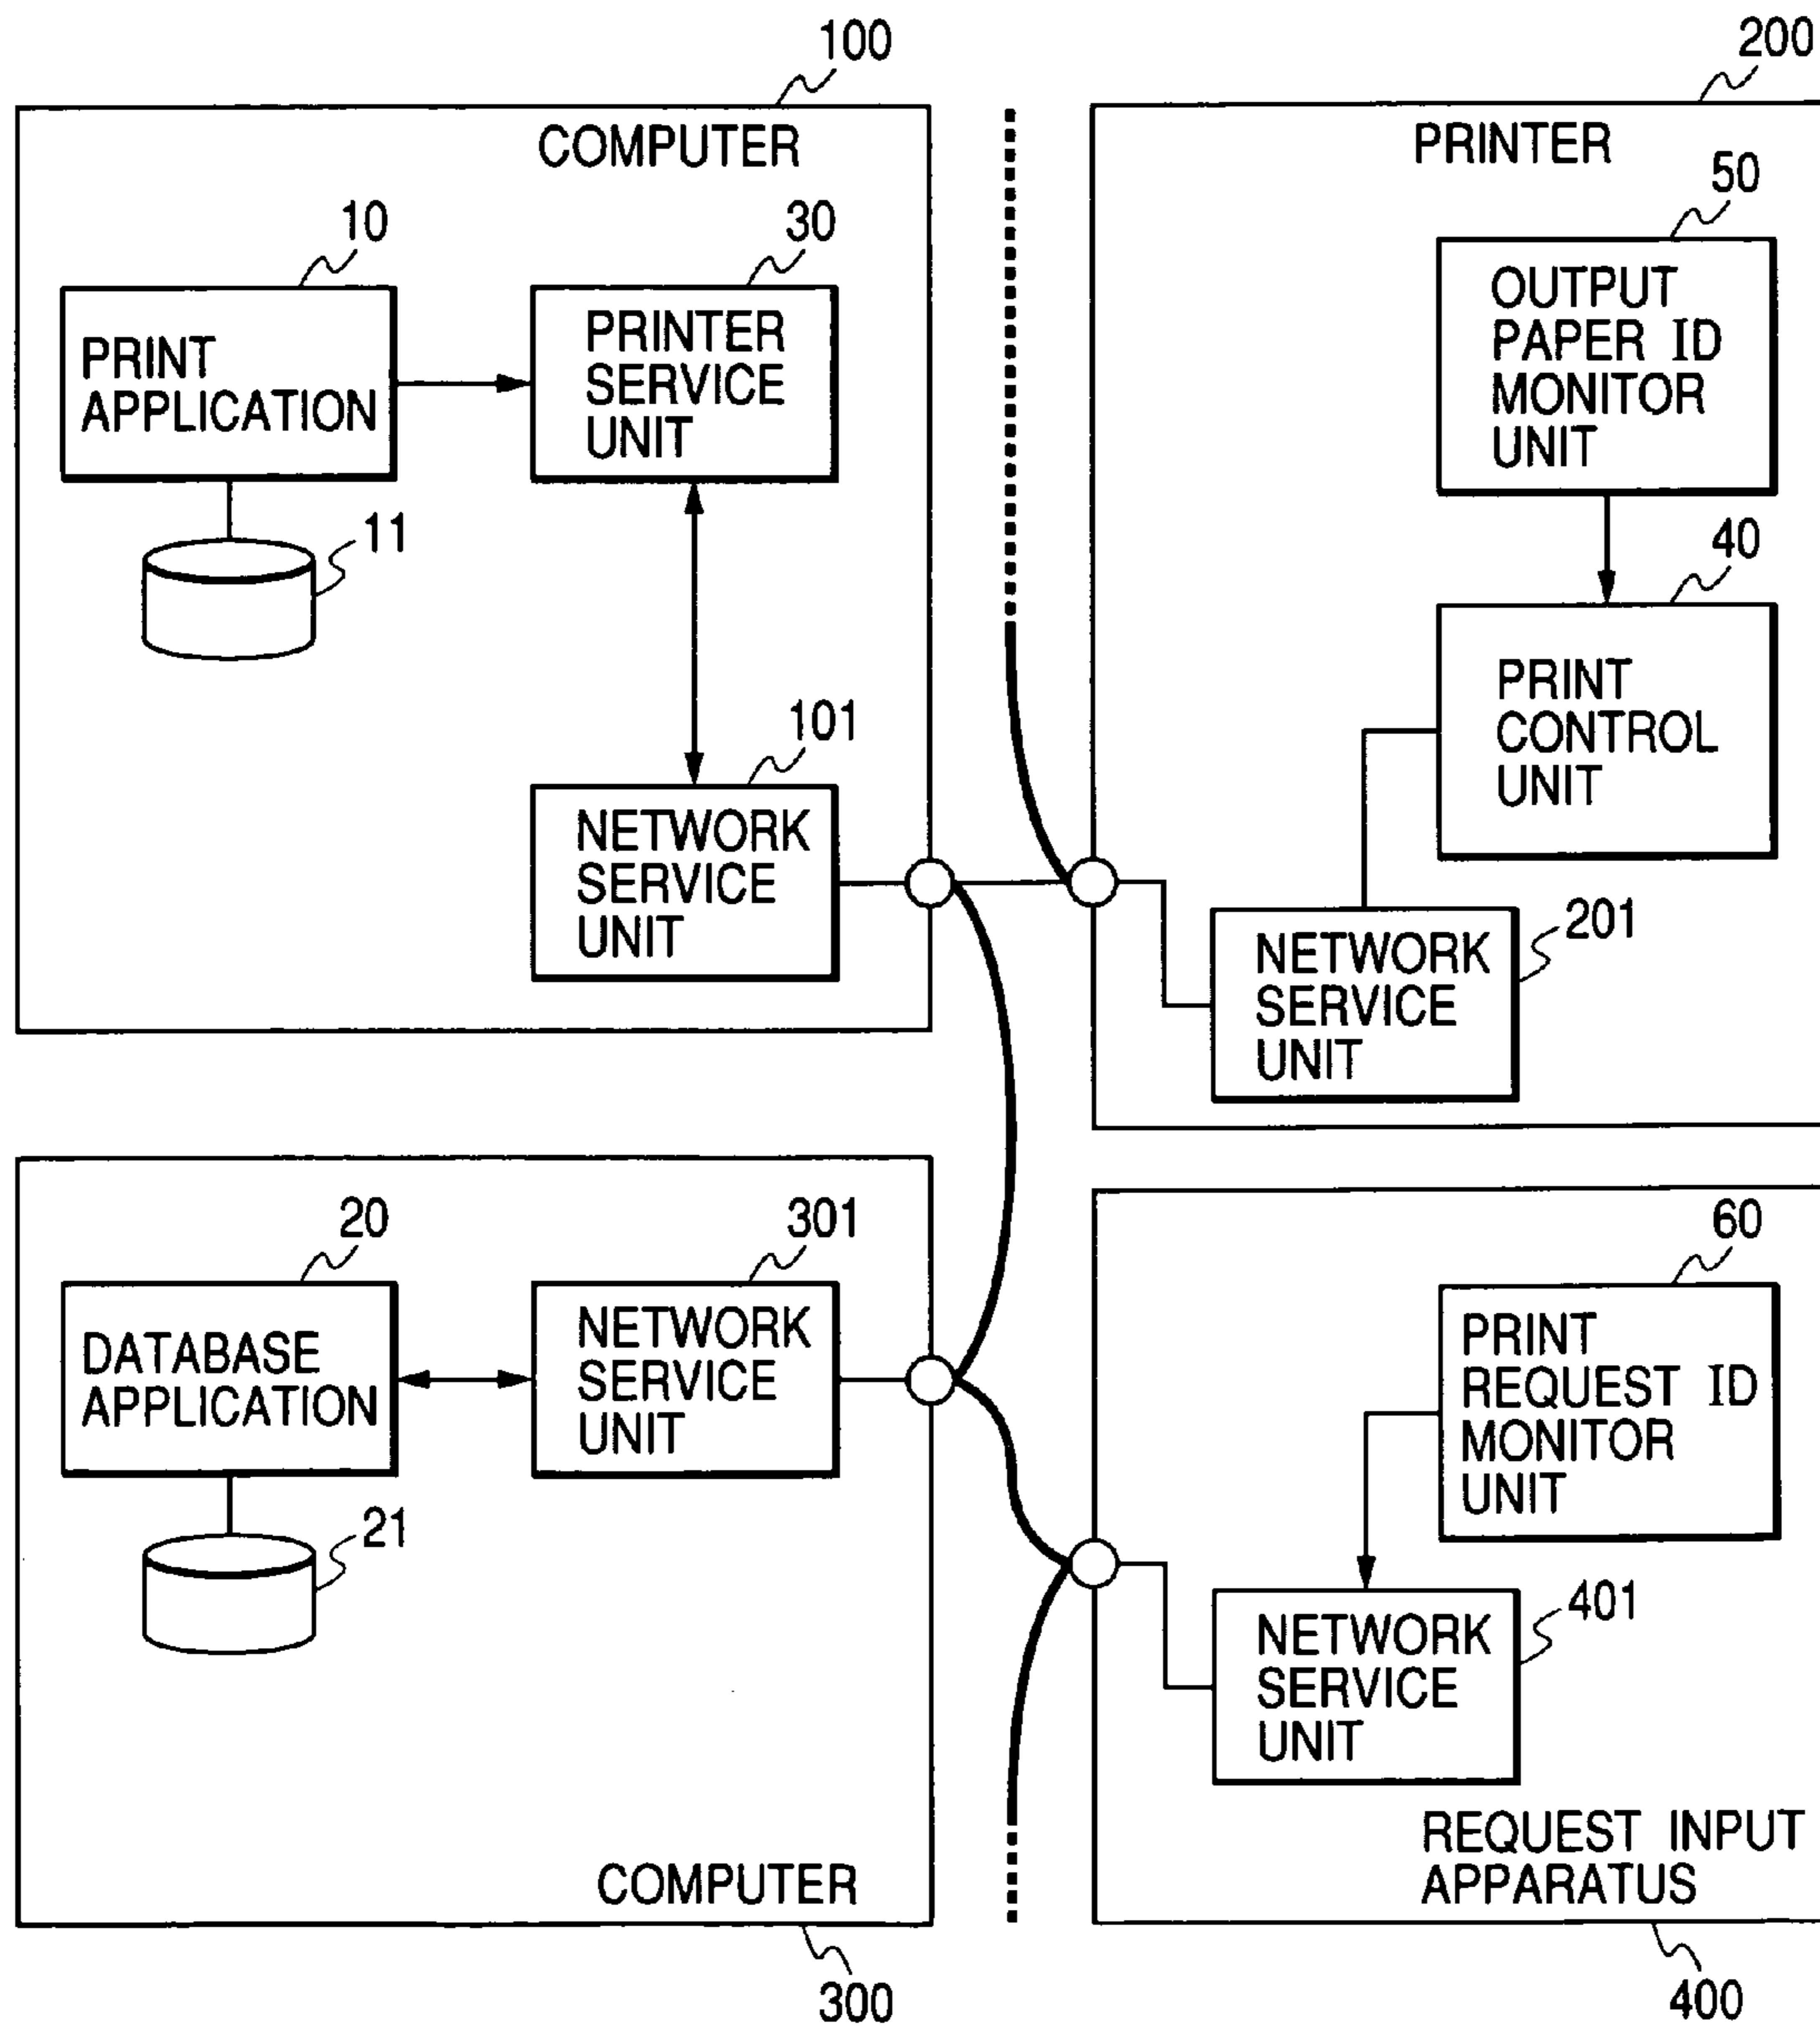 100
COMPUTER
10
PRINT
APPLICATION
30
PRINTER
SERVICE
UNIT
11
101
NETWORK
SERVICE
UNIT
200
PRINTER
50
OUTPUT
PAPER ID
MONITOR
UNIT
40
PRINT
CONTROL
UNIT
201
NETWORK
SERVICE
UNIT
20
DATABASE
APPLICATION
301
NETWORK
SERVICE
UNIT
21
COMPUTER
300
60
PRINT
REQUEST ID
MONITOR
UNIT
401
NETWORK
SERVICE
UNIT
REQUEST INPUT
APPARATUS
400